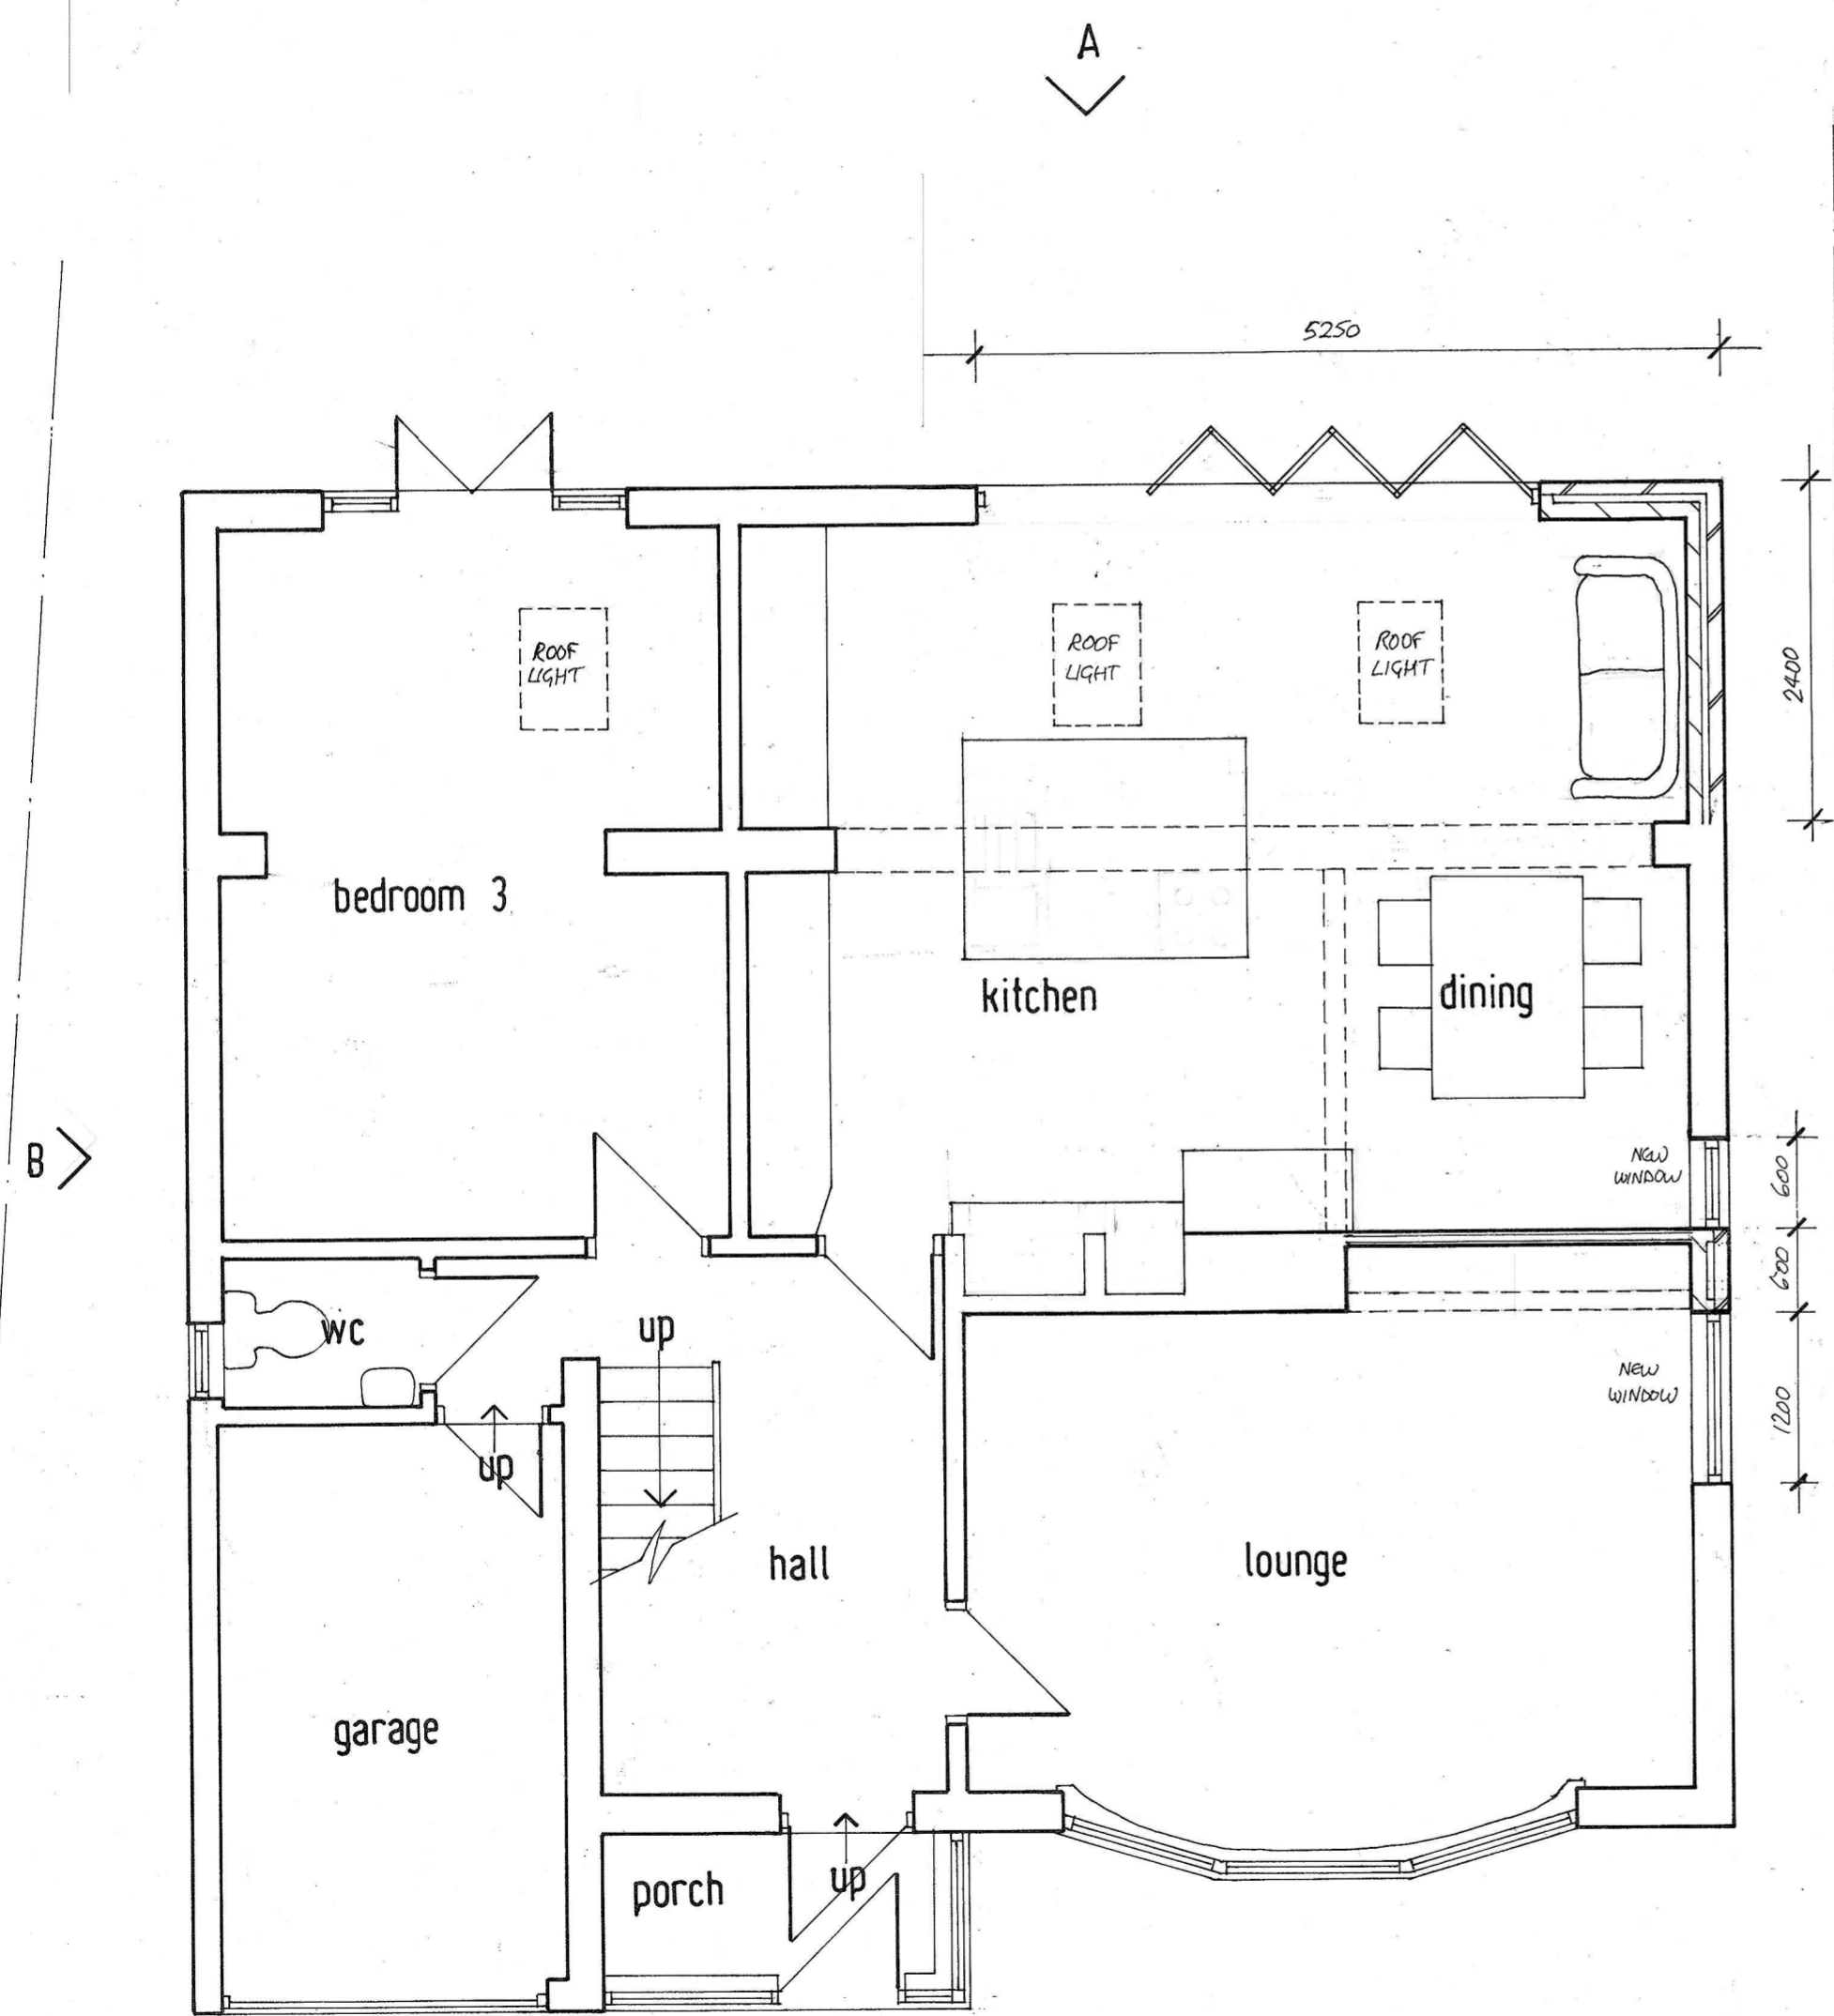 A
5250
ROOF
LIGHT
ROOF
LIGHT
ROOF
LIGHT
2400
bedroom 3
kitchen
dining
B
NEW
WINDOW
600
600
wc
up
NEW
WINDOW
1200
up
hall
lounge
garage
porch
up